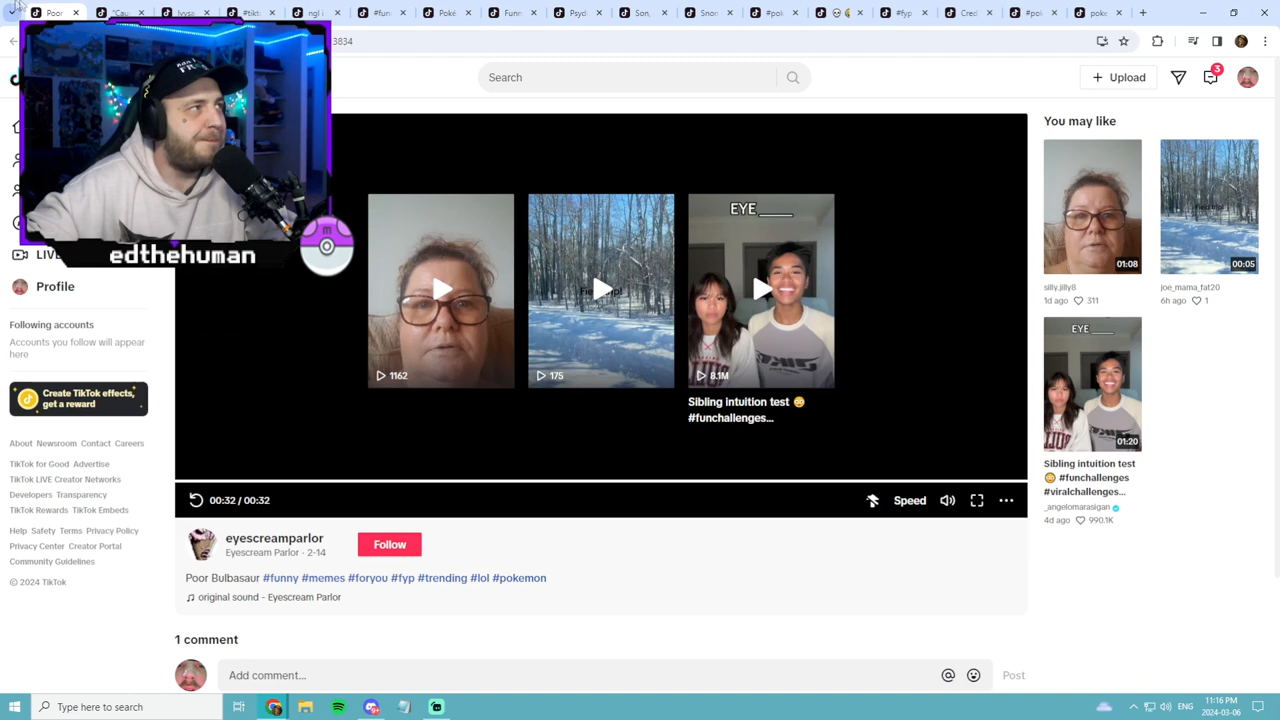 Poor
3834
Search
Upload
3
edthehuman
m
LIVE
Profile
Following accounts
Accounts you follow will appear
here
Create TikTok effects,
get a reward
About Newsroom Contact Careers
TikTok for Good Advertise
TikTok LIVE Creator Networks
Developers Transparency
TikTok Rewards TikTok Embeds
Help Safety Terms Privacy Policy
Privacy Center Creator Portal
Community Guidelines
© 2024 TikTok
1162
175
EYE ____
8.1M
Sibling intuition test 😳
#funchallenges...
00:32 / 00:32
Speed
eyescreamparlor
Eyescream Parlor · 2-14
Follow
Poor Bulbasaur #funny #memes #foryou #fyp #trending #lol #pokemon
original sound - Eyescream Parlor
1 comment
Add comment...
Post
You may like
01:08
silly.jilly8
1d ago 311
00:05
joe_mama_fat20
6h ago 1
EYE ____
01:20
Sibling intuition test
😳 #funchallenges
#viralchallenges...
_angelomarasigan
4d ago 990.1K
Type here to search
ENG
11:16 PM
2024-03-06